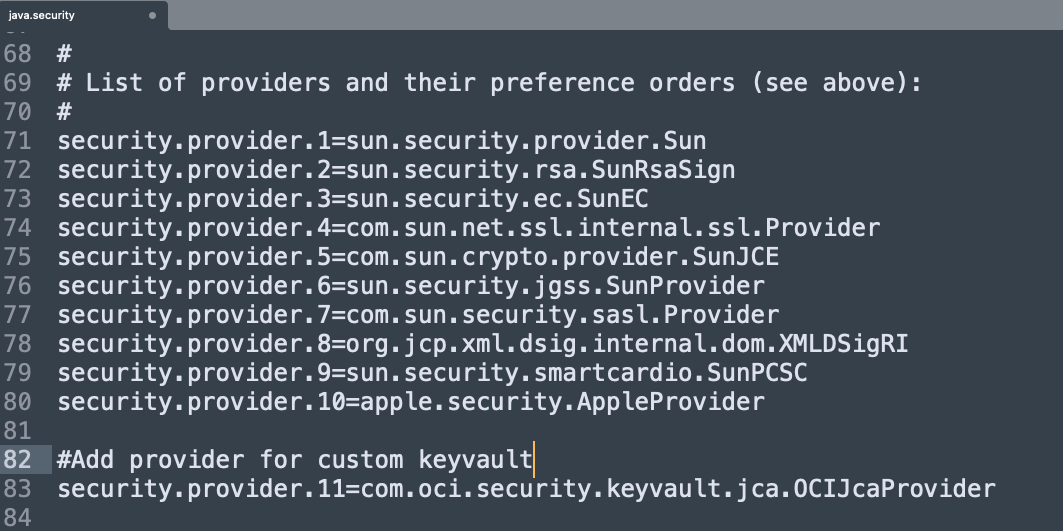 java.security
68 #
69 # List of providers and their preference orders (see above):
70 #
71 security.provider.1=sun.security.provider.Sun
72 security.provider.2=sun.security.rsa.SunRsaSign
73 security.provider.3=sun.security.ec.SunEC
74 security.provider.4=com.sun.net.ssl.internal.ssl.Provider
75 security.provider.5=com.sun.crypto.provider.SunJCE
76 security.provider.6=sun.security.jgss.SunProvider
77 security.provider.7=com.sun.security.sasl.Provider
78 security.provider.8=org.jcp.xml.dsig.internal.dom.XMLDSigRI
79 security.provider.9=sun.security.smartcardio.SunPCSC
80 security.provider.10=apple.security.AppleProvider
81
82 #Add provider for custom keyvault
83 security.provider.11=com.oci.security.keyvault.jca.OCIJcaProvider
84